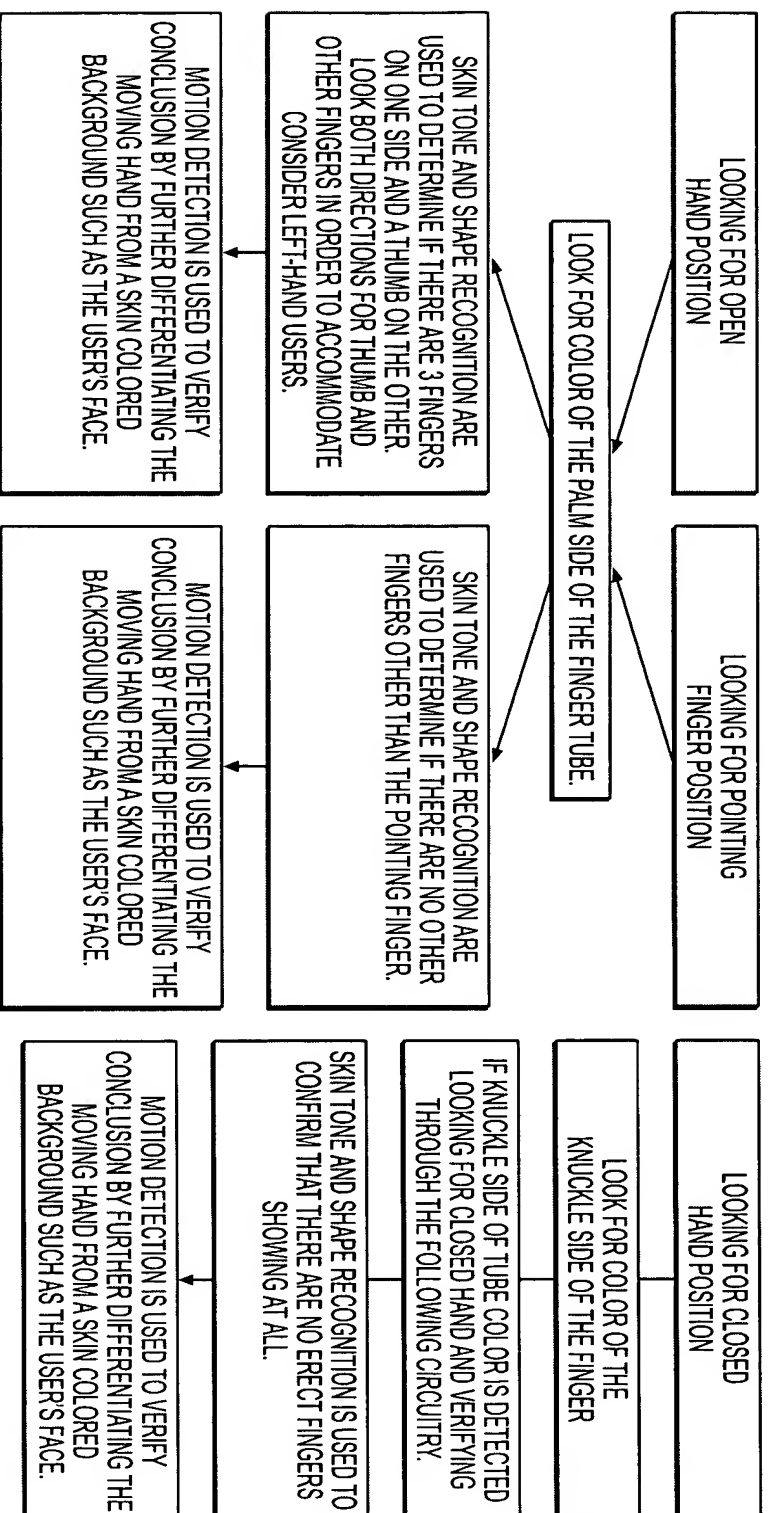 LOOKING FOR OPEN
HAND POSITION
LOOKING FOR POINTING
FINGER POSITION
LOOK FOR COLOR OF THE PALM SIDE OF THE FINGER TUBE.
SKIN TONE AND SHAPE RECOGNITION ARE
USED TO DETERMINE IF THERE ARE 3 FINGERS
ON ONE SIDE AND A THUMB ON THE OTHER.
LOOK BOTH DIRECTIONS FOR THUMB AND
OTHER FINGERS IN ORDER TO ACCOMMODATE
CONSIDER LEFT-HAND USERS.
MOTION DETECTION IS USED TO VERIFY
CONCLUSION BY FURTHER DIFFERENTIATING THE
MOVING HAND FROM A SKIN COLORED
BACKGROUND SUCH AS THE USER'S FACE.
SKIN TONE AND SHAPE RECOGNITION ARE
USED TO DETERMINE IF THERE ARE NO OTHER
FINGERS OTHER THAN THE POINTING FINGER.
MOTION DETECTION IS USED TO VERIFY
CONCLUSION BY FURTHER DIFFERENTIATING THE
MOVING HAND FROM A SKIN COLORED
BACKGROUND SUCH AS THE USER'S FACE.
LOOKING FOR CLOSED
HAND POSITION
LOOK FOR COLOR OF THE
KNUCKLE SIDE OF THE FINGER
IF KNUCKLE SIDE OF TUBE COLOR IS DETECTED
LOOKING FOR CLOSED HAND AND VERIFYING
THROUGH THE FOLLOWING CIRCUITRY.
SKIN TONE AND SHAPE RECOGNITION IS USED TO
CONFIRM THAT THERE ARE NO ERECT FINGERS
SHOWING AT ALL.
MOTION DETECTION IS USED TO VERIFY
CONCLUSION BY FURTHER DIFFERENTIATING THE
MOVING HAND FROM A SKIN COLORED
BACKGROUND SUCH AS THE USER'S FACE.